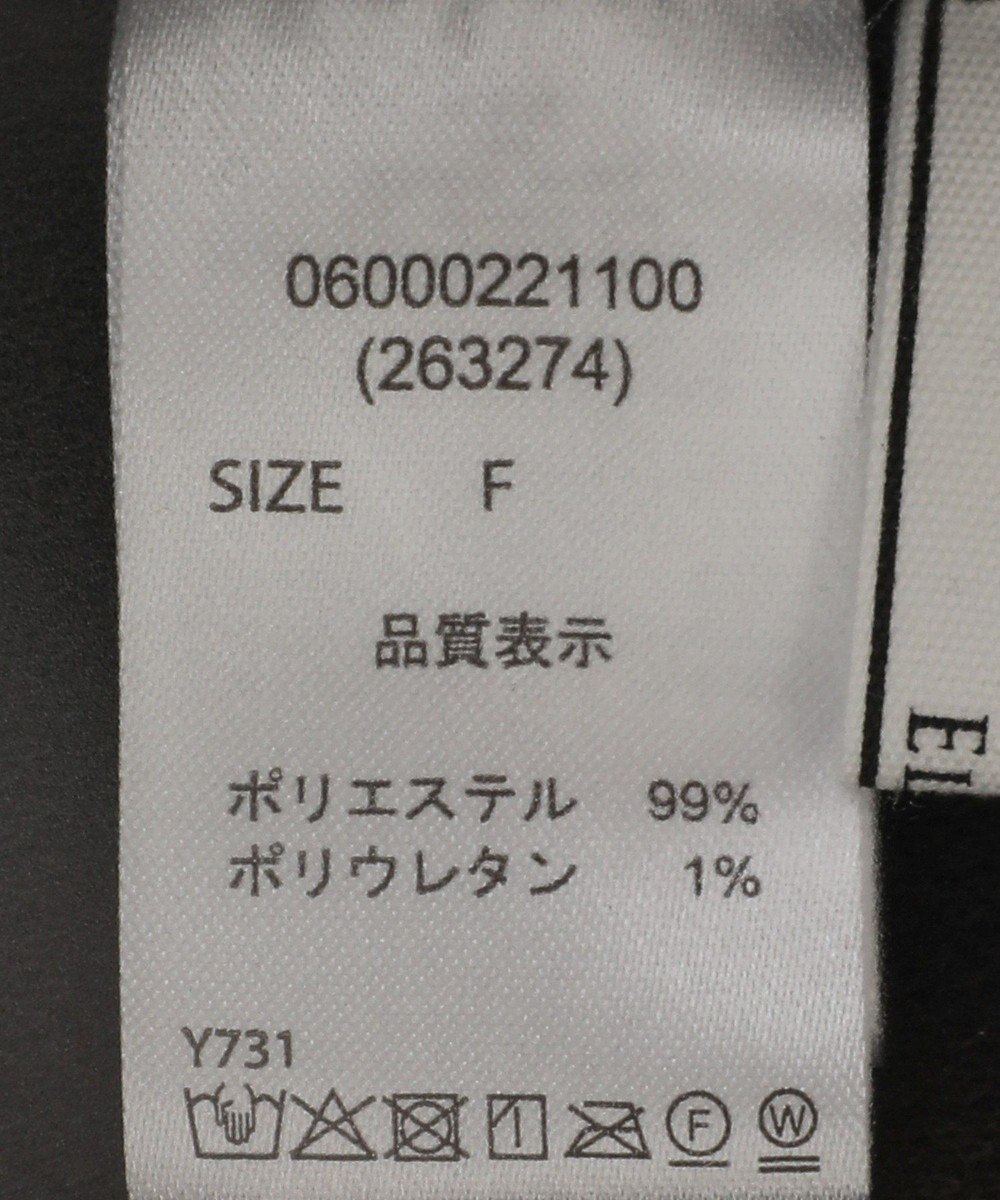 06000221100
(263274)
SIZE F
品質表示
ポリエステル 99%
ポリウレタン 1%
Y731
F W